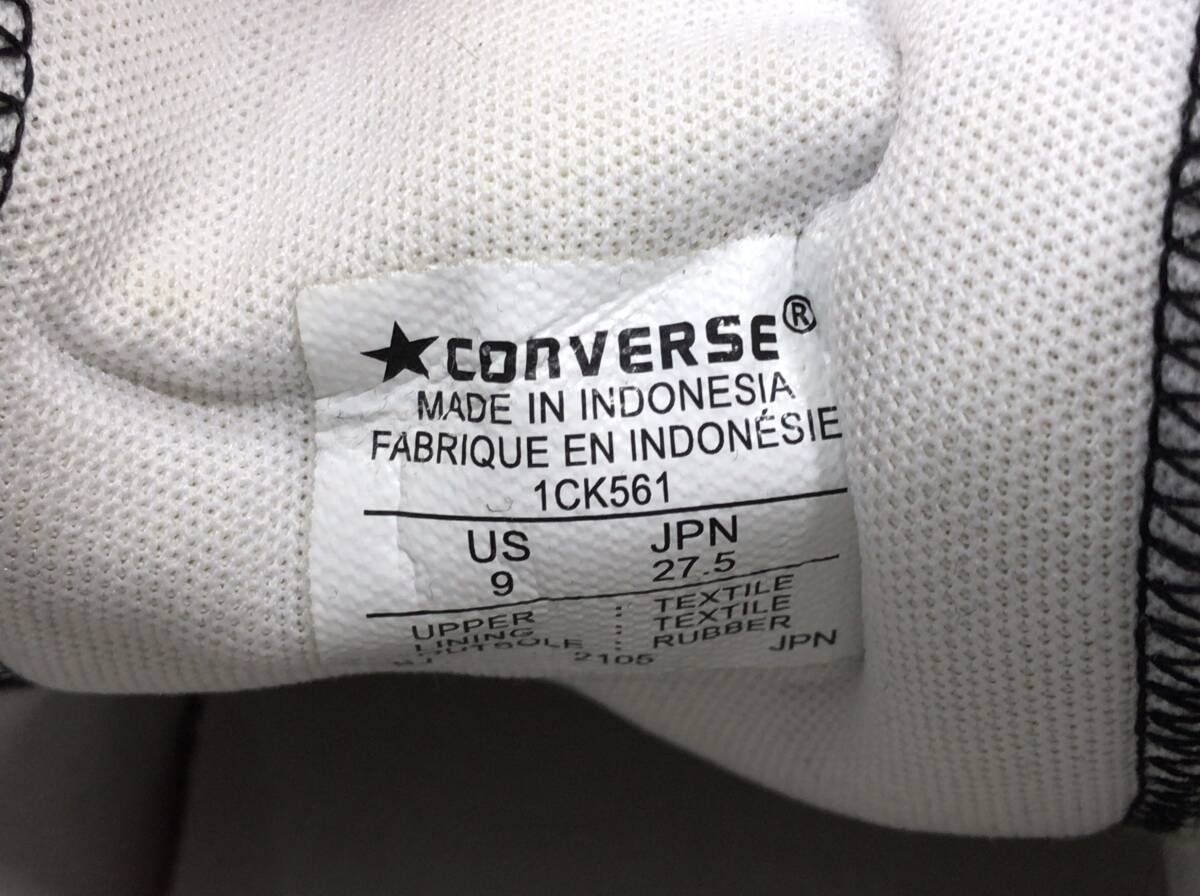 ★CONVERSE®
MADE IN INDONESIA
FABRIQUE EN INDONÉSIE
1CK561
US JPN
9 27.5
UPPER : TEXTILE
LINING : TEXTILE
OUTSOLE : RUBBER
2105 JPN